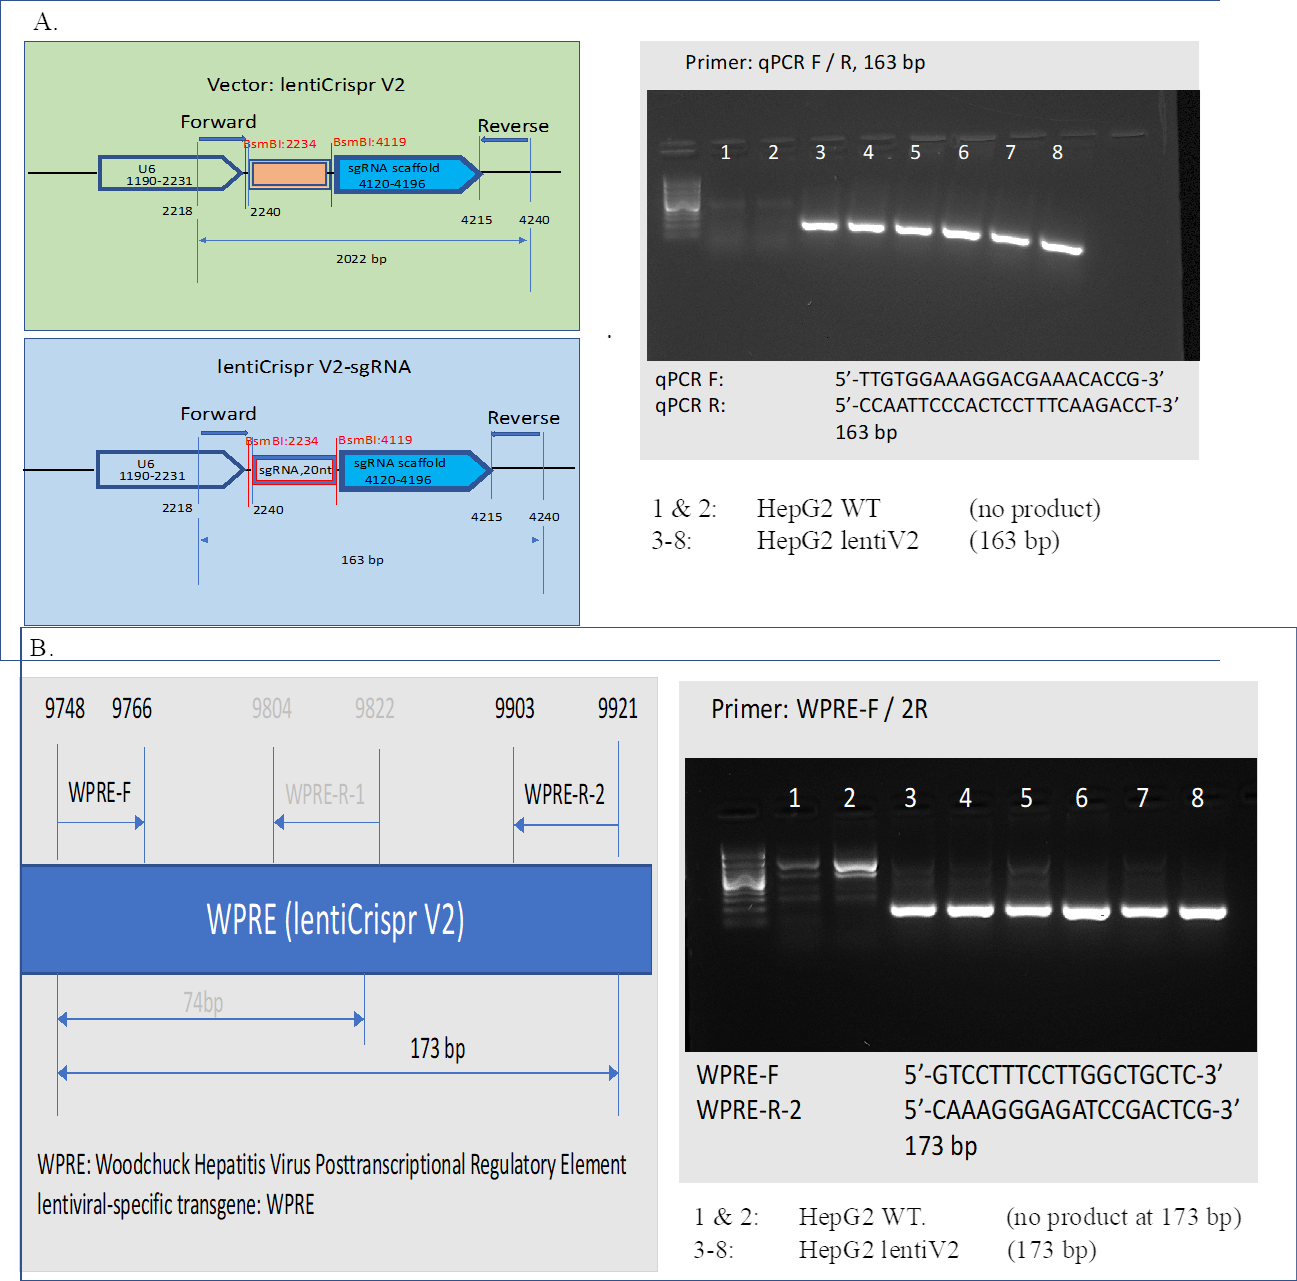 A.
Vector: lentiCrispr V2
Forward
Reverse
BsmBI:2234
BsmBI:4119
U6
1190-2231
sgRNA scaffold
4120-4196
2218
2240
4215
4240
2022 bp
lentiCrispr V2-sgRNA
Forward
Reverse
BsmBI:2234
BsmBI:4119
U6
1190-2231
sgRNA,20nt
sgRNA scaffold
4120-4196
2218
2240
4215
4240
163 bp
Primer: qPCR F / R, 163 bp
1 2 3 4 5 6 7 8
qPCR F: 5’-TTGTGGAAAGGACGAAACACCG-3’
qPCR R: 5’-CCAATTCCCACTCCTTTCAAGACCT-3’
163 bp
.
1 & 2: HepG2 WT (no product)
3-8: HepG2 lentiV2 (163 bp)
B.
9748 9766 9804 9822 9903 9921
WPRE-F
WPRE-R-1
WPRE-R-2
WPRE (lentiCrispr V2)
74bp
173 bp
WPRE: Woodchuck Hepatitis Virus Posttranscriptional Regulatory Element
lentiviral-specific transgene: WPRE
Primer: WPRE-F / 2R
1 2 3 4 5 6 7 8
WPRE-F 5’-GTCCTTTCCTTGGCTGCTC-3’
WPRE-R-2 5’-CAAAGGGAGATCCGACTCG-3’
173 bp
1 & 2: HepG2 WT. (no product at 173 bp)
3-8: HepG2 lentiV2 (173 bp)